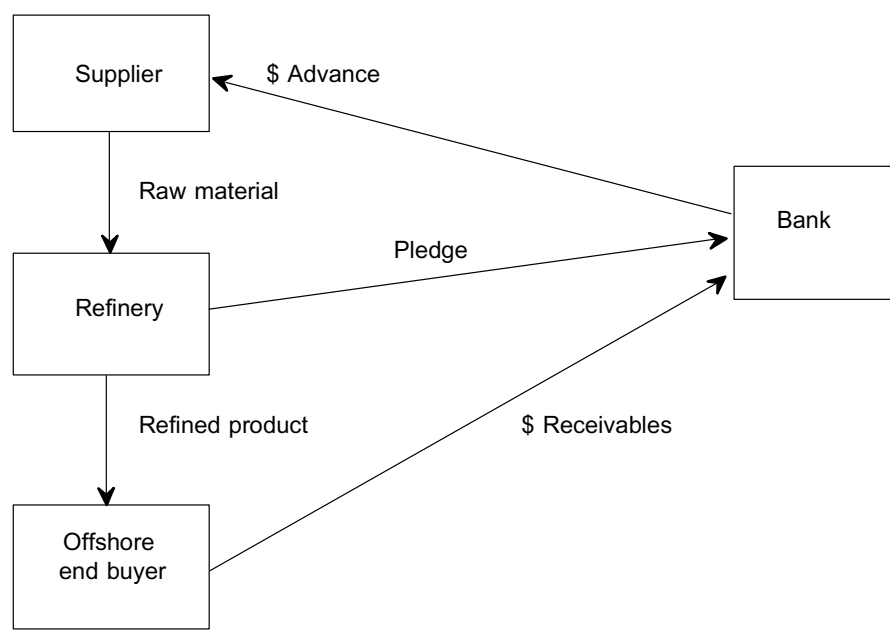 Supplier
$ Advance
Raw material
Bank
Pledge
Refinery
Refined product
$ Receivables
Offshore
end buyer